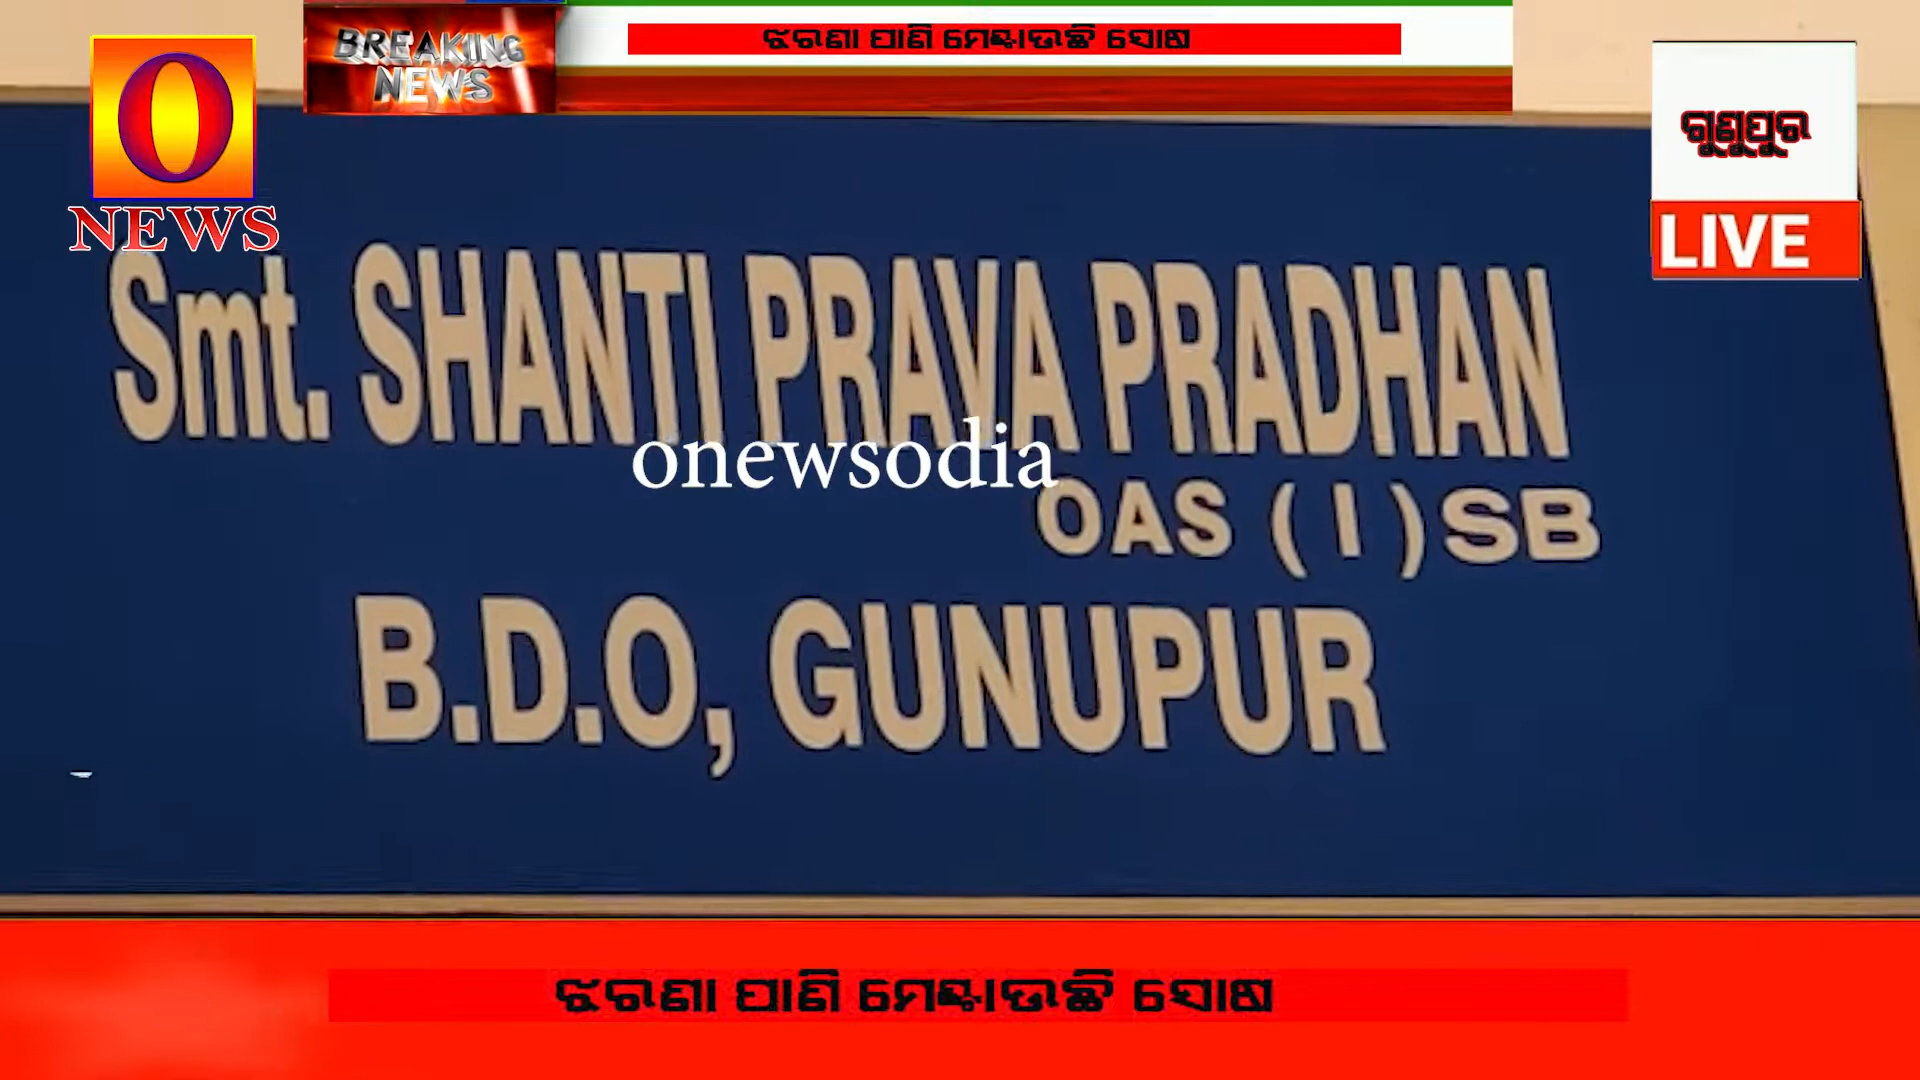 BREAKING
NEWS
ଝରଣା ପାଣି ମେଣ୍ଟାଉଛି ସୋଷ
O
NEWS
ଗୁଣୁପୁର
LIVE
Smt. SHANTI PRAVA PRADHAN
onewsodia
OAS ( I ) SB
B.D.O, GUNUPUR
ଝରଣା ପାଣି ମେଣ୍ଟାଉଛି ସୋଷ